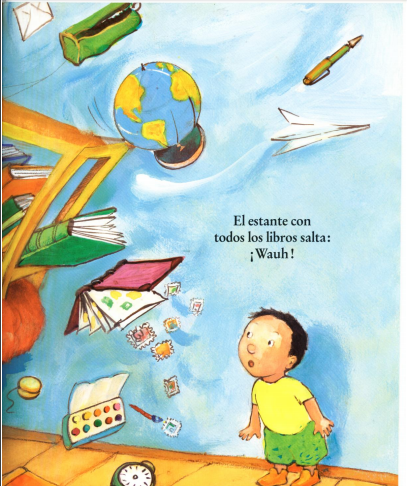 El estante con
todos los libros salta:
¡Wauh!